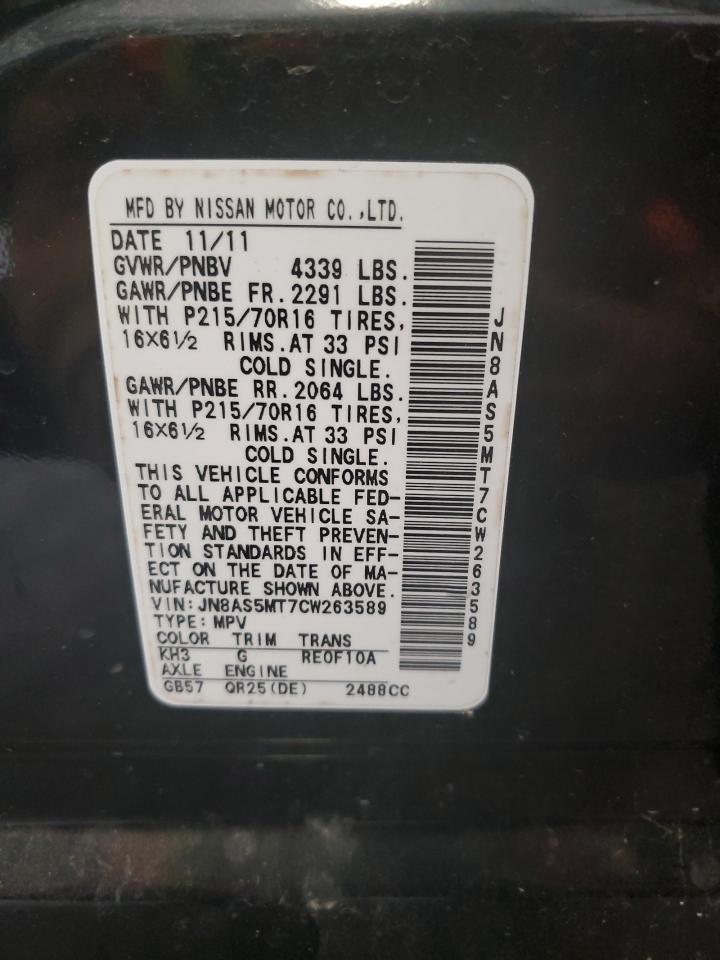 MFD BY NISSAN MOTOR CO.,LTD.
DATE 11/11
GVWR/PNBV 4339 LBS.
GAWR/PNBE FR.2291 LBS.
WITH P215/70R16 TIRES,
16X6½ RIMS.AT 33 PSI
COLD SINGLE.
GAWR/PNBE RR.2064 LBS.
WITH P215/70R16 TIRES,
16X6½ RIMS.AT 33 PSI
COLD SINGLE.
THIS VEHICLE CONFORMS
TO ALL APPLICABLE FED-
ERAL MOTOR VEHICLE SA-
FETY AND THEFT PREVEN-
TION STANDARDS IN EFF-
ECT ON THE DATE OF MA-
NUFACTURE SHOWN ABOVE.
VIN:JN8AS5MT7CW263589
TYPE:MPV
COLOR TRIM TRANS
KH3 G RE0F10A
AXLE ENGINE
GB57 QR25(DE) 2488CC
JN8AS5MT7CW263589